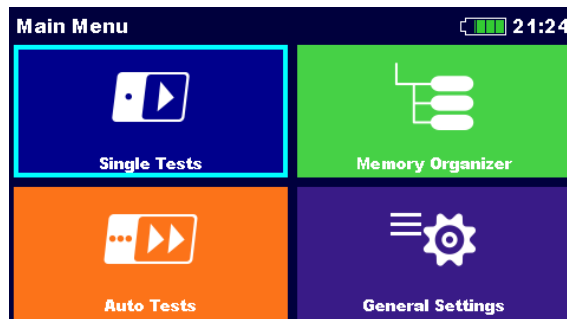 Main Menu 21:24
Single Tests Memory Organizer
Auto Tests General Settings